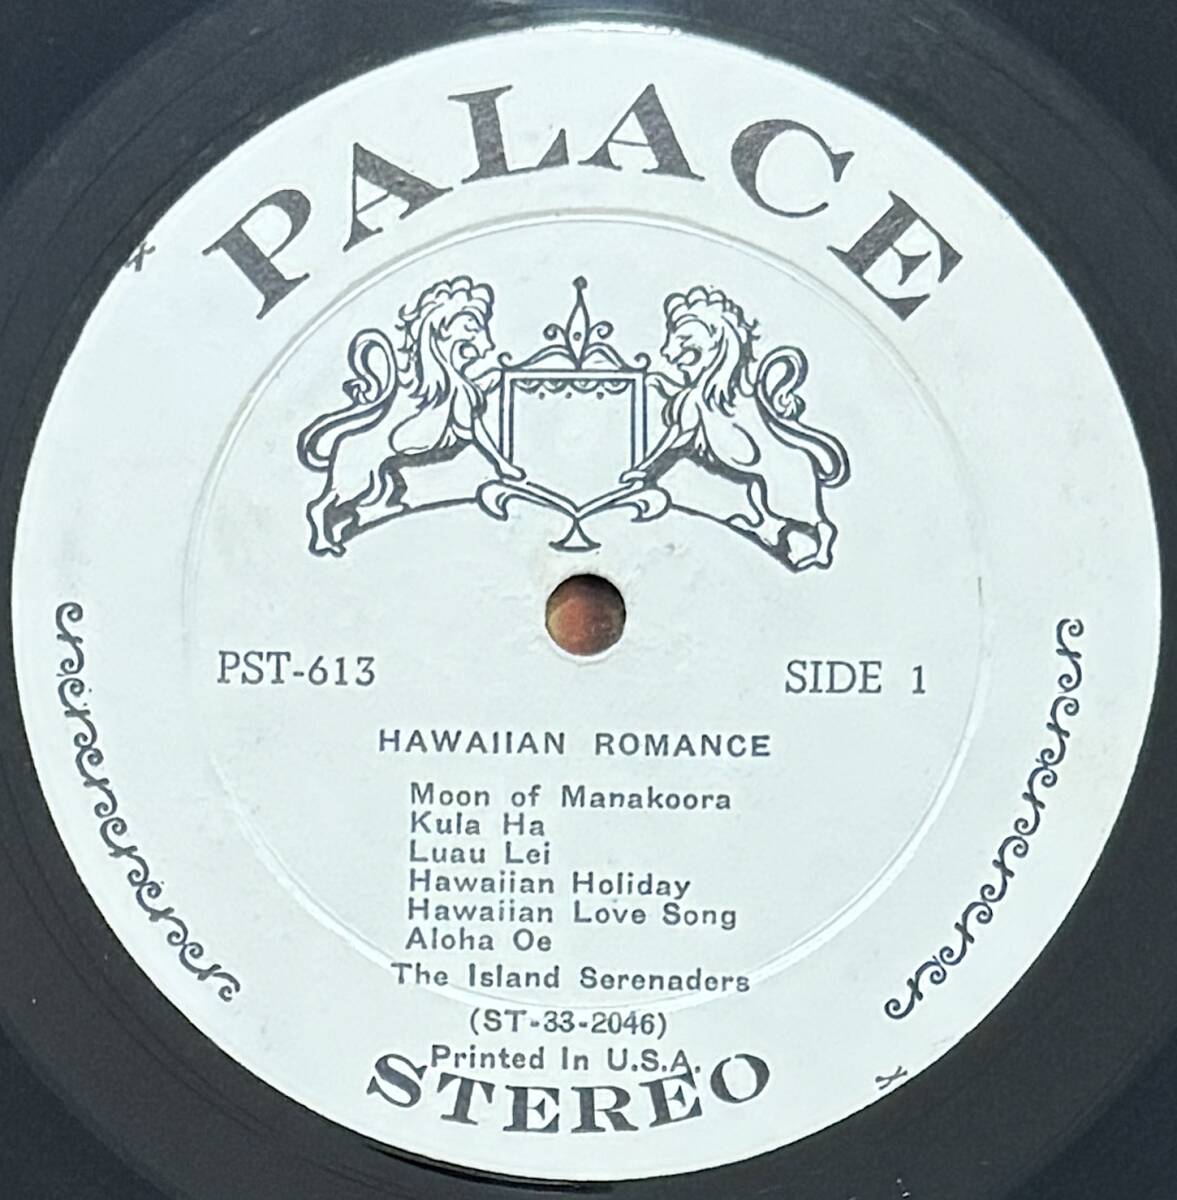 PALACE
PST-613
SIDE 1
HAWAIIAN ROMANCE
Moon of Manakoora
Kula Ha
Luau Lei
Hawaiian Holiday
Hawaiian Love Song
Aloha Oe
The Island Serenaders
(ST-33-2046)
Printed In U.S.A.
STEREO